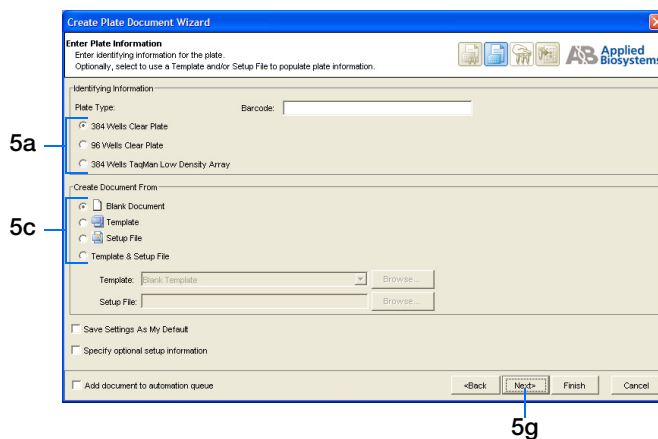 Create Plate Document Wizard
Enter Plate Information
Enter identifying information for the plate.
Optionally, select to use a Template and/or Setup File to populate plate information.
AB Applied Biosystems
Identifying Information
Plate Type:
Barcode:
5a
384 Wells Clear Plate
96 Wells Clear Plate
384 Wells TaqMan Low Density Array
Create Document From
5c
Blank Document
Template
Setup File
Template & Setup File
Template: Blank Template Browse...
Setup File: Browse...
Save Settings As My Default
Specify optional setup information
Add document to automation queue
<Back Next> Finish Cancel
5g